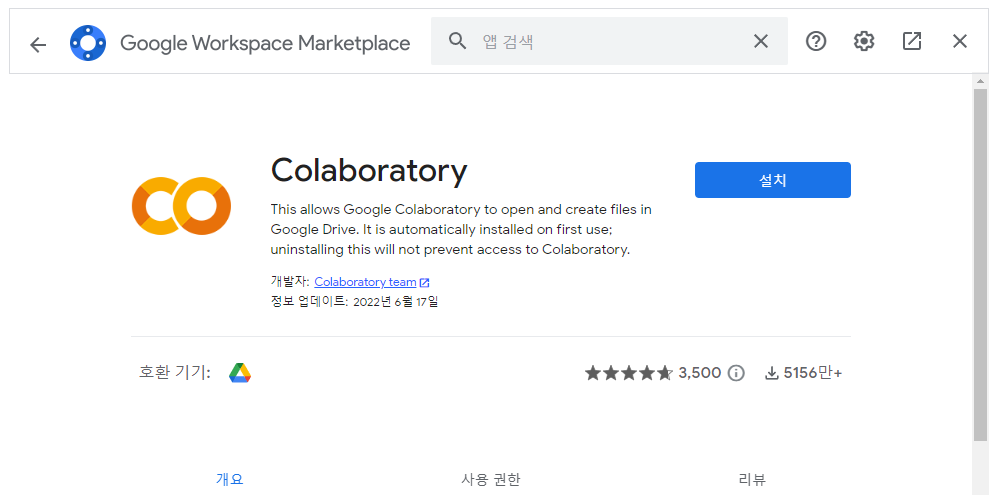 Google Workspace Marketplace
앱 검색
Colaboratory
설치
This allows Google Colaboratory to open and create files in
Google Drive. It is automatically installed on first use;
uninstalling this will not prevent access to Colaboratory.
개발자: Colaboratory team
정보 업데이트: 2022년 6월 17일
호환 기기:
3,500
5156만+
개요
사용 권한
리뷰